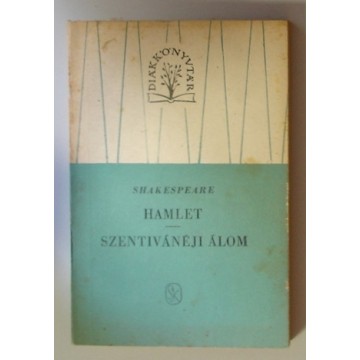 DIÁKKÖNYVTÁR
SHAKESPEARE
HAMLET
SZENTIVÁNÉJI ÁLOM